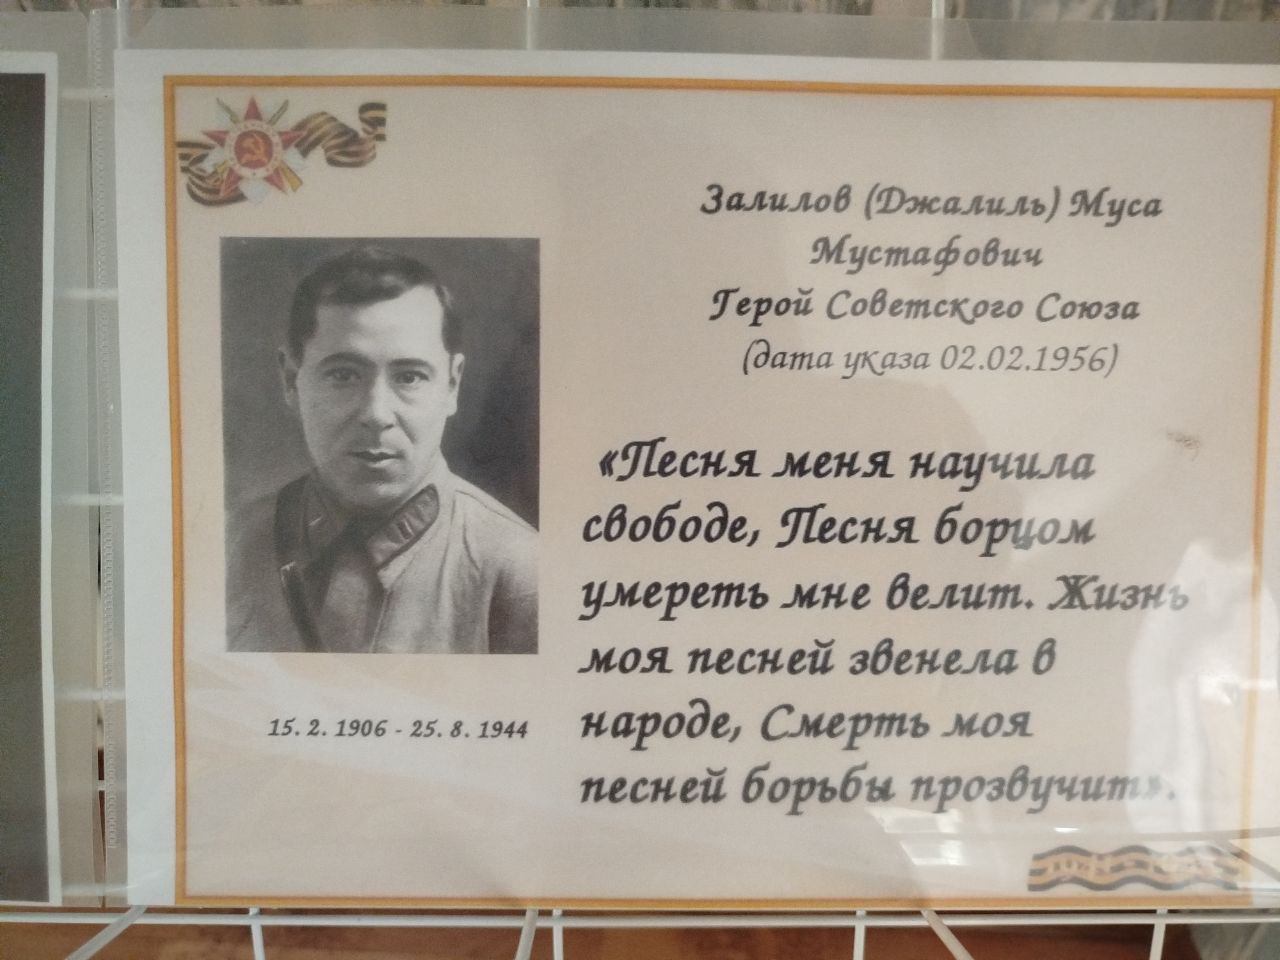 Залилов (Джалиль) Муса
Мустафович
Герой Советского Союза
(дата указа 02.02.1956)
«Песня меня научила
свободе, Песня борцом
умереть мне велит. Жизнь
моя песней звенела в
народе, Смерть моя
песней борьбы прозвучит».
15. 2. 1906 - 25. 8. 1944